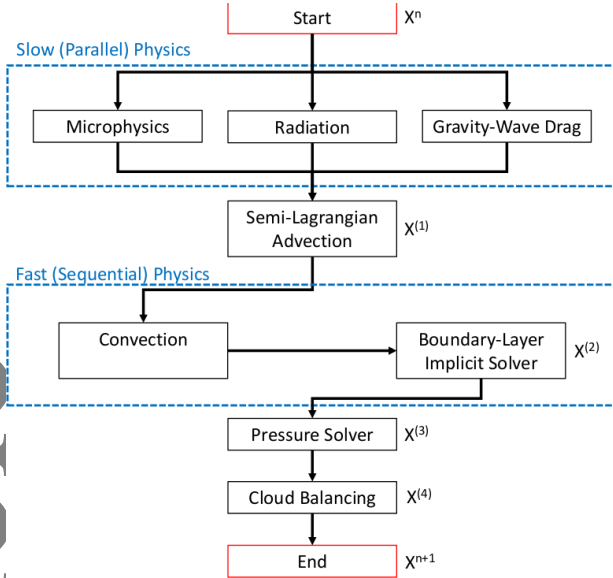 Start
Xⁿ
Slow (Parallel) Physics
Microphysics
Radiation
Gravity-Wave Drag
Semi-Lagrangian
Advection
X⁽¹⁾
Fast (Sequential) Physics
Convection
Boundary-Layer
Implicit Solver
X⁽²⁾
Pressure Solver
X⁽³⁾
Cloud Balancing
X⁽⁴⁾
End
Xⁿ⁺¹